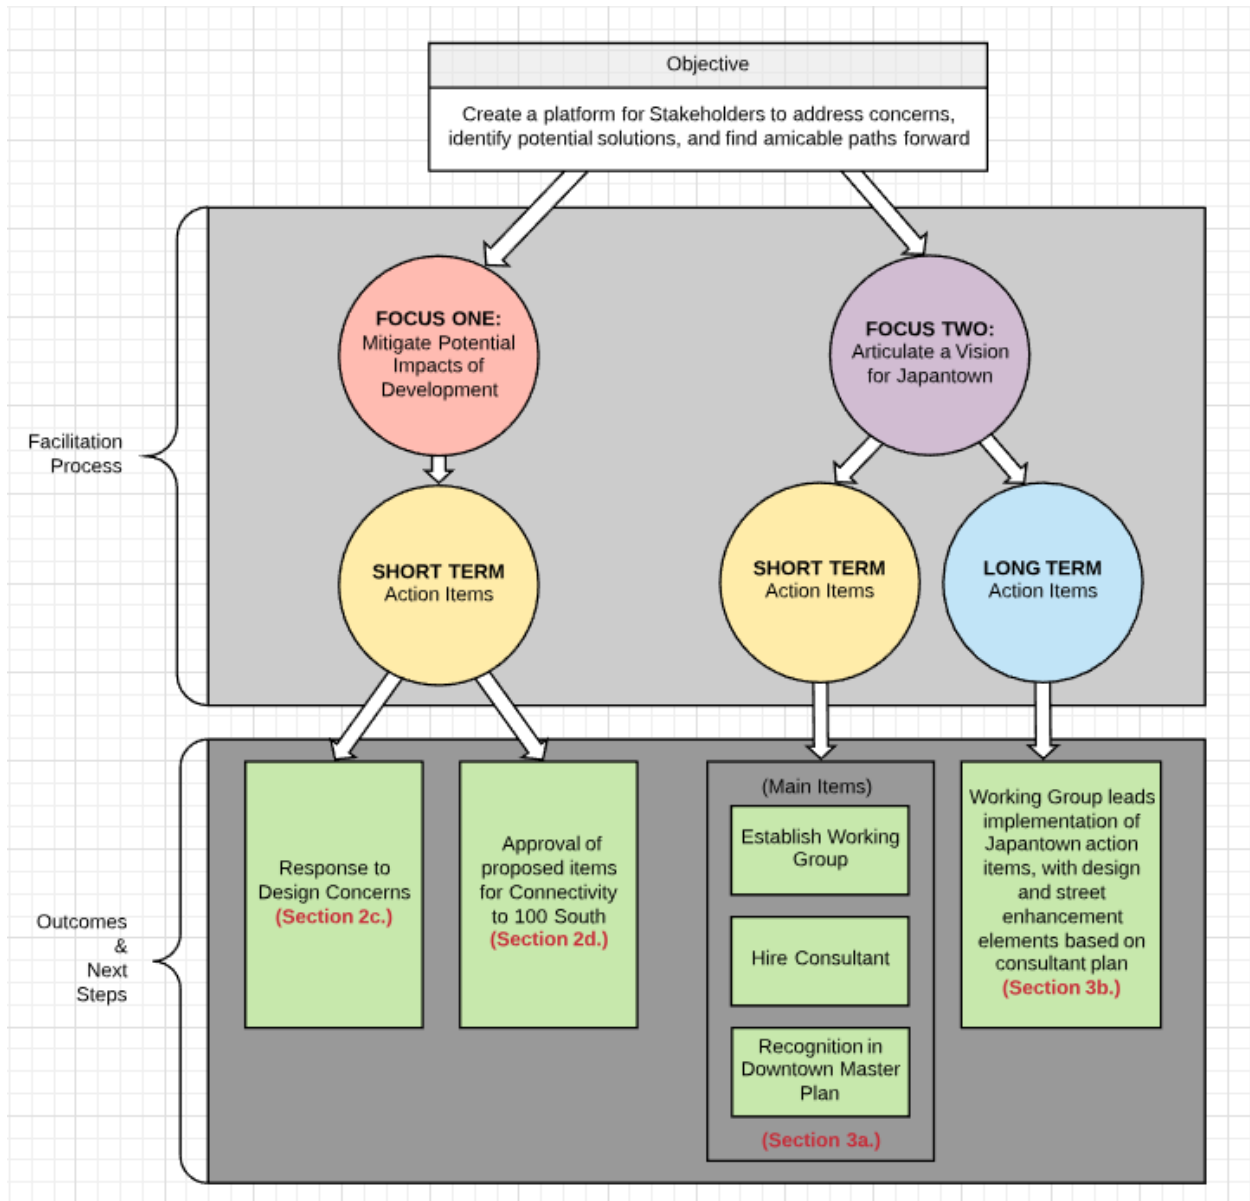 Objective
Create a platform for Stakeholders to address concerns,
identify potential solutions, and find amicable paths forward
Facilitation
Process
FOCUS ONE:
Mitigate Potential
Impacts of
Development
FOCUS TWO:
Articulate a Vision
for Japantown
SHORT TERM
Action Items
SHORT TERM
Action Items
LONG TERM
Action Items
Outcomes
&
Next
Steps
Response to
Design Concerns
(Section 2c.)
Approval of
proposed items
for Connectivity
to 100 South
(Section 2d.)
(Main Items)
Establish Working
Group
Hire Consultant
Recognition in
Downtown Master
Plan
(Section 3a.)
Working Group leads
implementation of
Japantown action
items, with design
and street
enhancement
elements based on
consultant plan
(Section 3b.)